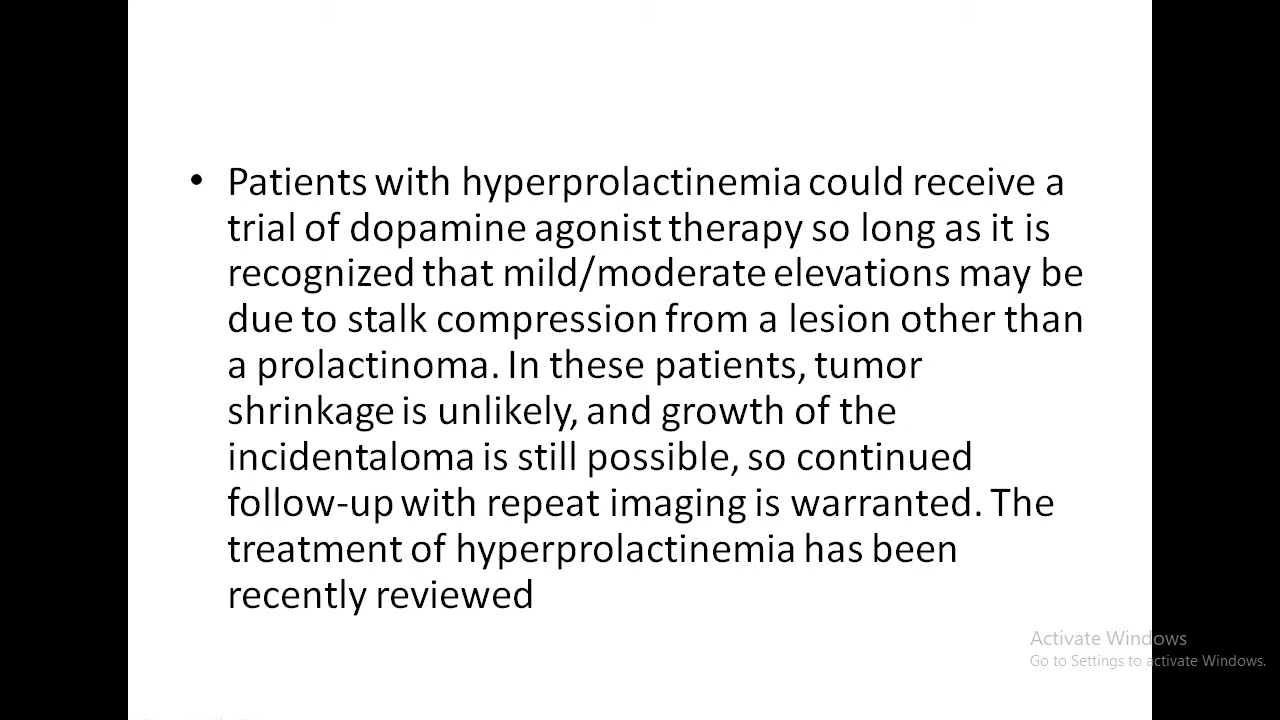 • Patients with hyperprolactinemia could receive a
trial of dopamine agonist therapy so long as it is
recognized that mild/moderate elevations may be
due to stalk compression from a lesion other than
a prolactinoma. In these patients, tumor
shrinkage is unlikely, and growth of the
incidentaloma is still possible, so continued
follow-up with repeat imaging is warranted. The
treatment of hyperprolactinemia has been
recently reviewed
Activate Windows
Go to Settings to activate Windows.